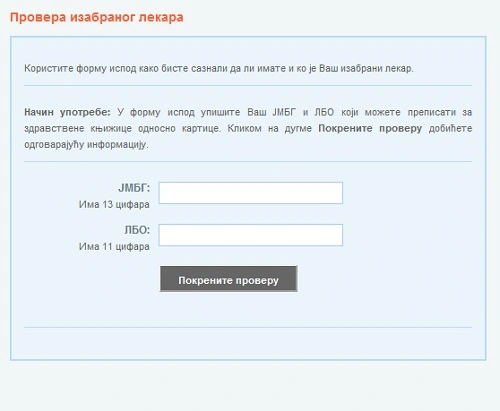 Провера изабраног лекара
Користите форму испод како бисте сазнали да ли имате и ко је Ваш изабрани лекар.
Начин употребе: У форму испод упишите Ваш ЈМБГ и ЛБО који можете преписати за
здравствене књижице односно картице. Кликом на дугме Покрените проверу добићете
одговарајућу информацију.
ЈМБГ:
Има 13 цифара
ЛБО:
Има 11 цифара
Покрените проверу